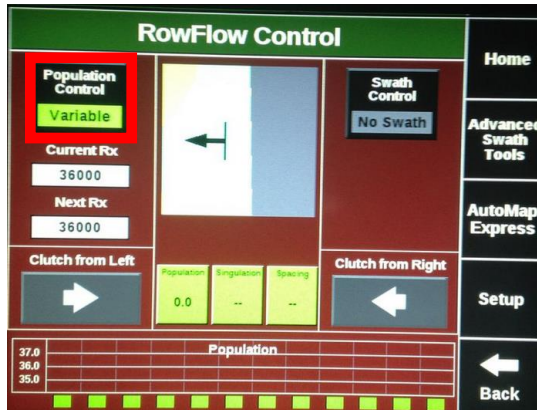 RowFlow Control
Home
Population
Control
Variable
Swath
Control
No Swath
Advanced
Swath
Tools
Current Rx
36000
Next Rx
36000
AutoMap
Express
Clutch from Left
Population
0.0
Singulation
--
Spacing
--
Clutch from Right
Setup
Population
37.0
36.0
35.0
Back